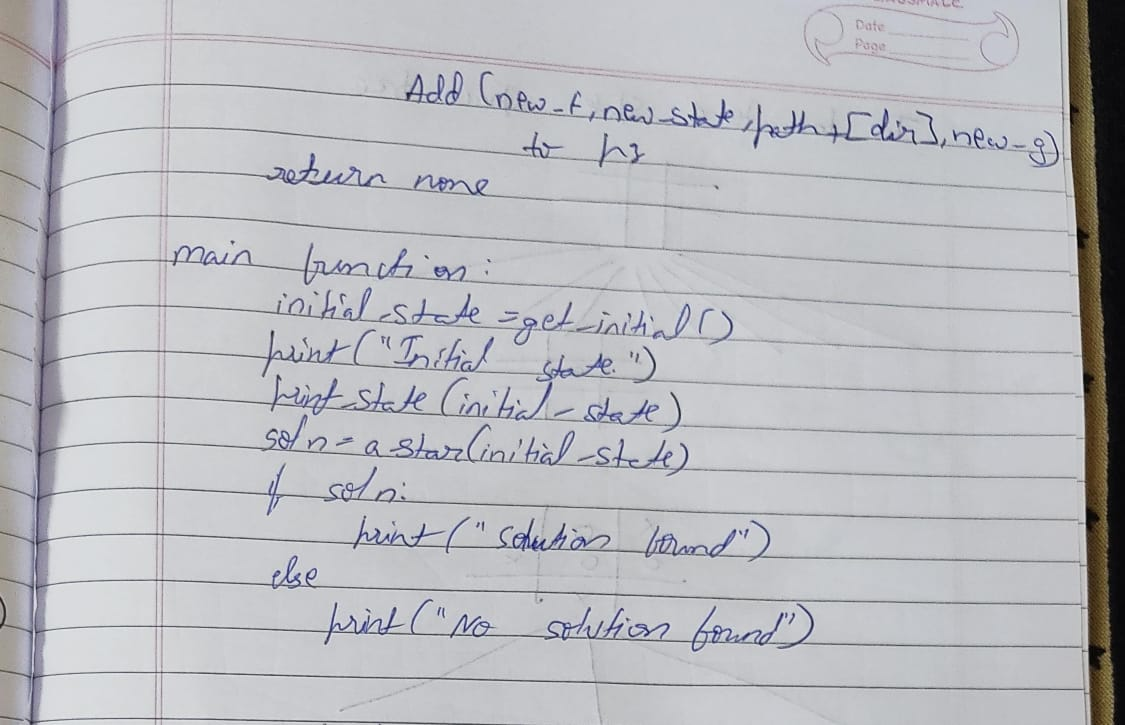 Date
Page
Add (new_f, new_state, path + [dir], new_g)
to
return none
main function:
initial_state = get_initial()
print("Initial state.")
print_state (initial_state)
soln = a star(initial_state)
if soln:
print("solution found")
else
print("No solution found")